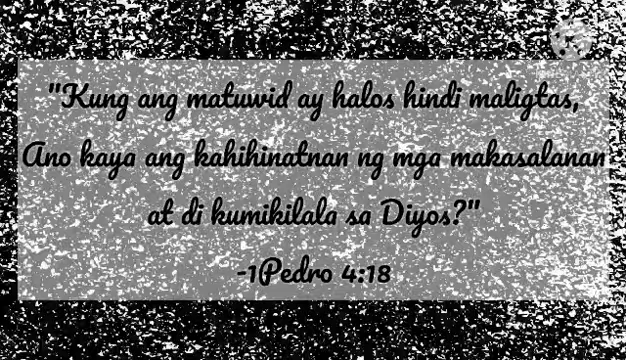 "Kung ang matuwid ay halos hindi maligtas,
Ano kaya ang kahihinatnan ng mga makasalanan
at di kumikilala sa Diyos?"
-1Pedro 4:18